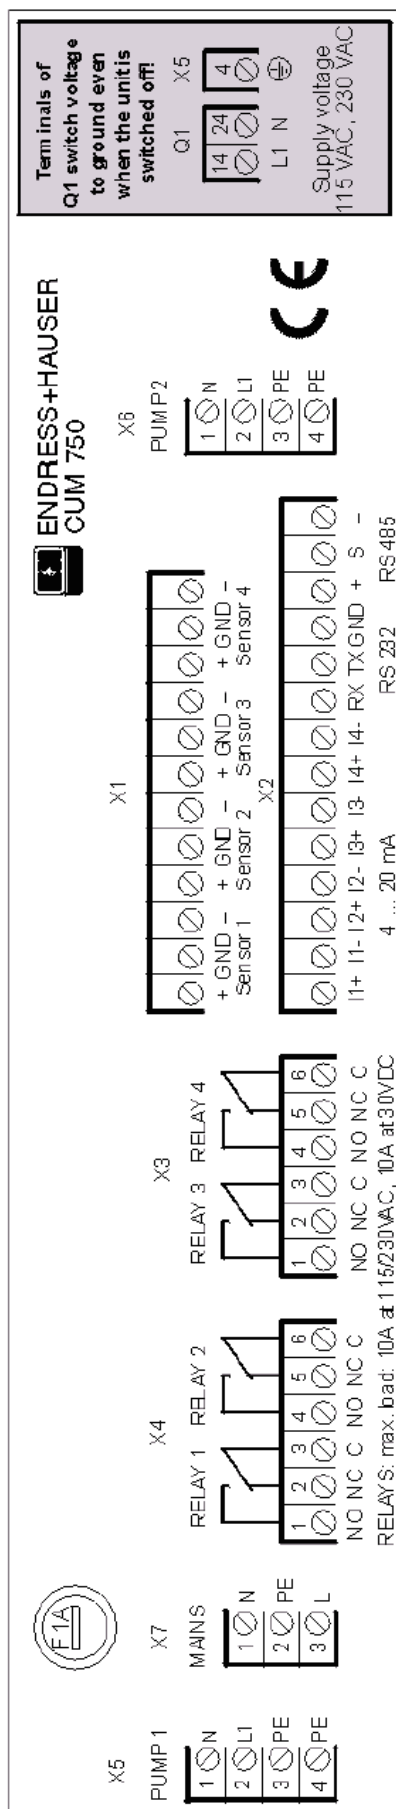 X5
PUMP 1
1 N
2 L1
3 PE
4 PE
F 1A
X7
MAINS
1 N
2 PE
3 L
X4
RELAY 1 RELAY 2
1 2 3 4 5 6
NO NC C NO NC C
X3
RELAY 3 RELAY 4
1 2 3 4 5 6
NO NC C NO NC C
RELAYS: max. load: 10A at 115/230VAC, 10A at 30VDC
ENDRESS+HAUSER
CUM 750
X1
+ GND – + GND – + GND – + GND –
Sensor 1 Sensor 2 Sensor 3 Sensor 4
X2
I1+ I1- I2+ I2- I3+ I3- I4+ I4- RX TX GND + S –
4 ... 20 mA RS 232 RS 485
X6
PUMP2
1 N
2 L1
3 PE
4 PE
CE
Terminals of
Q1 switch voltage
to ground even
when the unit is
switched off!
Q1 X5
14 24 4
L1 N
Supply voltage
115 VAC, 230 VAC